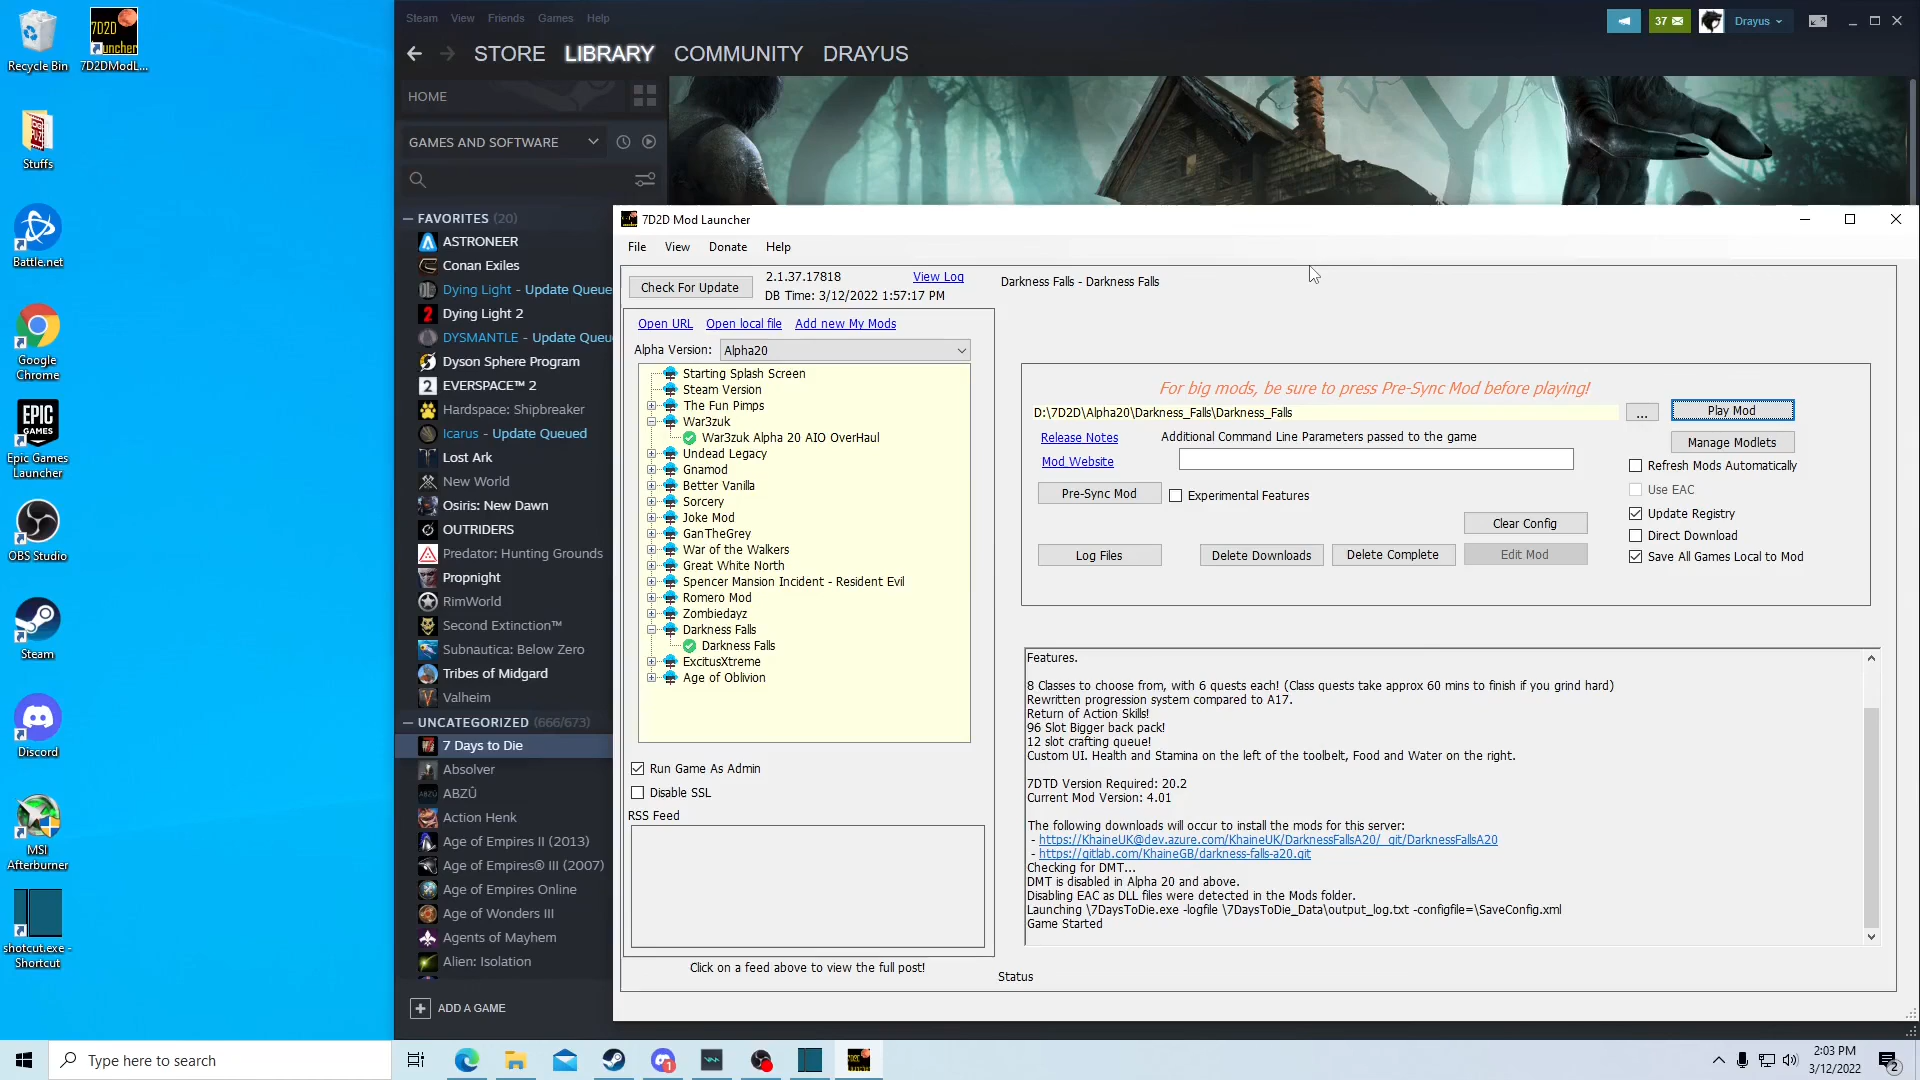 Recycle Bin
7D2D
Launcher
7D2DModL...
Stuffs
Battle.net
Google
Chrome
EPIC
GAMES
Epic Games
Launcher
OBS Studio
Steam
Discord
MSI
Afterburner
shotcut.exe -
Shortcut
Steam View Friends Games Help
37
Drayus
STORE LIBRARY COMMUNITY DRAYUS
HOME
GAMES AND SOFTWARE
FAVORITES (20)
ASTRONEER
Conan Exiles
Dying Light - Update Queue
Dying Light 2
DYSMANTLE - Update Queu
Dyson Sphere Program
EVERSPACE™ 2
Hardspace: Shipbreaker
Icarus - Update Queued
Lost Ark
New World
Osiris: New Dawn
OUTRIDERS
Predator: Hunting Grounds
Propnight
RimWorld
Second Extinction™
Subnautica: Below Zero
Tribes of Midgard
Valheim
UNCATEGORIZED (666/673)
7 Days to Die
Absolver
ABZÛ
Action Henk
Age of Empires II (2013)
Age of Empires® III (2007)
Age of Empires Online
Age of Wonders III
Agents of Mayhem
Alien: Isolation
ADD A GAME
7D2D Mod Launcher
File View Donate Help
Check For Update
2.1.37.17818
View Log
DB Time: 3/12/2022 1:57:17 PM
Open URL Open local file Add new My Mods
Alpha Version: Alpha20
Starting Splash Screen
Steam Version
The Fun Pimps
War3zuk
War3zuk Alpha 20 AIO OverHaul
Undead Legacy
Gnamod
Better Vanilla
Sorcery
Joke Mod
GanTheGrey
War of the Walkers
Great White North
Spencer Mansion Incident - Resident Evil
Romero Mod
Zombiedayz
Darkness Falls
Darkness Falls
ExcitusXtreme
Age of Oblivion
Run Game As Admin
Disable SSL
RSS Feed
Click on a feed above to view the full post!
Darkness Falls - Darkness Falls
For big mods, be sure to press Pre-Sync Mod before playing!
D:\7D2D\Alpha20\Darkness_Falls\Darkness_Falls
...
Play Mod
Release Notes
Additional Command Line Parameters passed to the game
Manage Modlets
Mod Website
Refresh Mods Automatically
Pre-Sync Mod
Experimental Features
Use EAC
Clear Config
Update Registry
Direct Download
Log Files
Delete Downloads
Delete Complete
Edit Mod
Save All Games Local to Mod
Features.
8 Classes to choose from, with 6 quests each! (Class quests take approx 60 mins to finish if you grind hard)
Rewritten progression system compared to A17.
Return of Action Skills!
96 Slot Bigger back pack!
12 slot crafting queue!
Custom UI. Health and Stamina on the left of the toolbelt, Food and Water on the right.
7DTD Version Required: 20.2
Current Mod Version: 4.01
The following downloads will occur to install the mods for this server:
- https://KhaineUK@dev.azure.com/KhaineUK/DarknessFallsA20/_git/DarknessFallsA20
- https://gitlab.com/KhaineGB/darkness-falls-a20.git
Checking for DMT...
DMT is disabled in Alpha 20 and above.
Disabling EAC as DLL files were detected in the Mods folder.
Launching \7DaysToDie.exe -logfile \7DaysToDie_Data\output_log.txt -configfile=\SaveConfig.xml
Game Started
Status
Type here to search
2:03 PM
3/12/2022
2